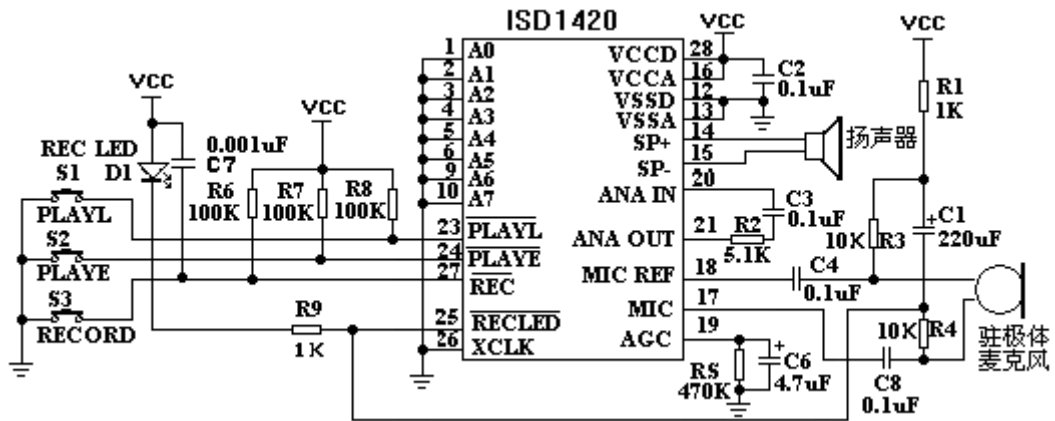 ISD1420
VCC
VCC
VCC
VCC
REC LED
S1
D1
PLAYL
S2
PLAYE
S3
RECORD
0.001uF
C7
R6
100K
R7
100K
R8
100K
R9
1K
1 A0
2 A1
3 A2
4 A3
5 A4
6 A5
9 A6
10 A7
23 PLAYL
24 PLAYE
27 REC
25 RECLED
26 XCLK
VCCD 28
VCCA 16
VSSD 12
VSSA 13
SP+ 14
SP- 15
ANA IN 20
ANA OUT 21
MIC REF 18
MIC 17
AGC 19
C2
0.1uF
扬声器
C3
0.1uF
R2
5.1K
C4
0.1uF
R1
1K
10K R3
C1
220uF
+
10K R4
驻极体
麦克风
RS
470K
+
C6
4.7uF
C8
0.1uF